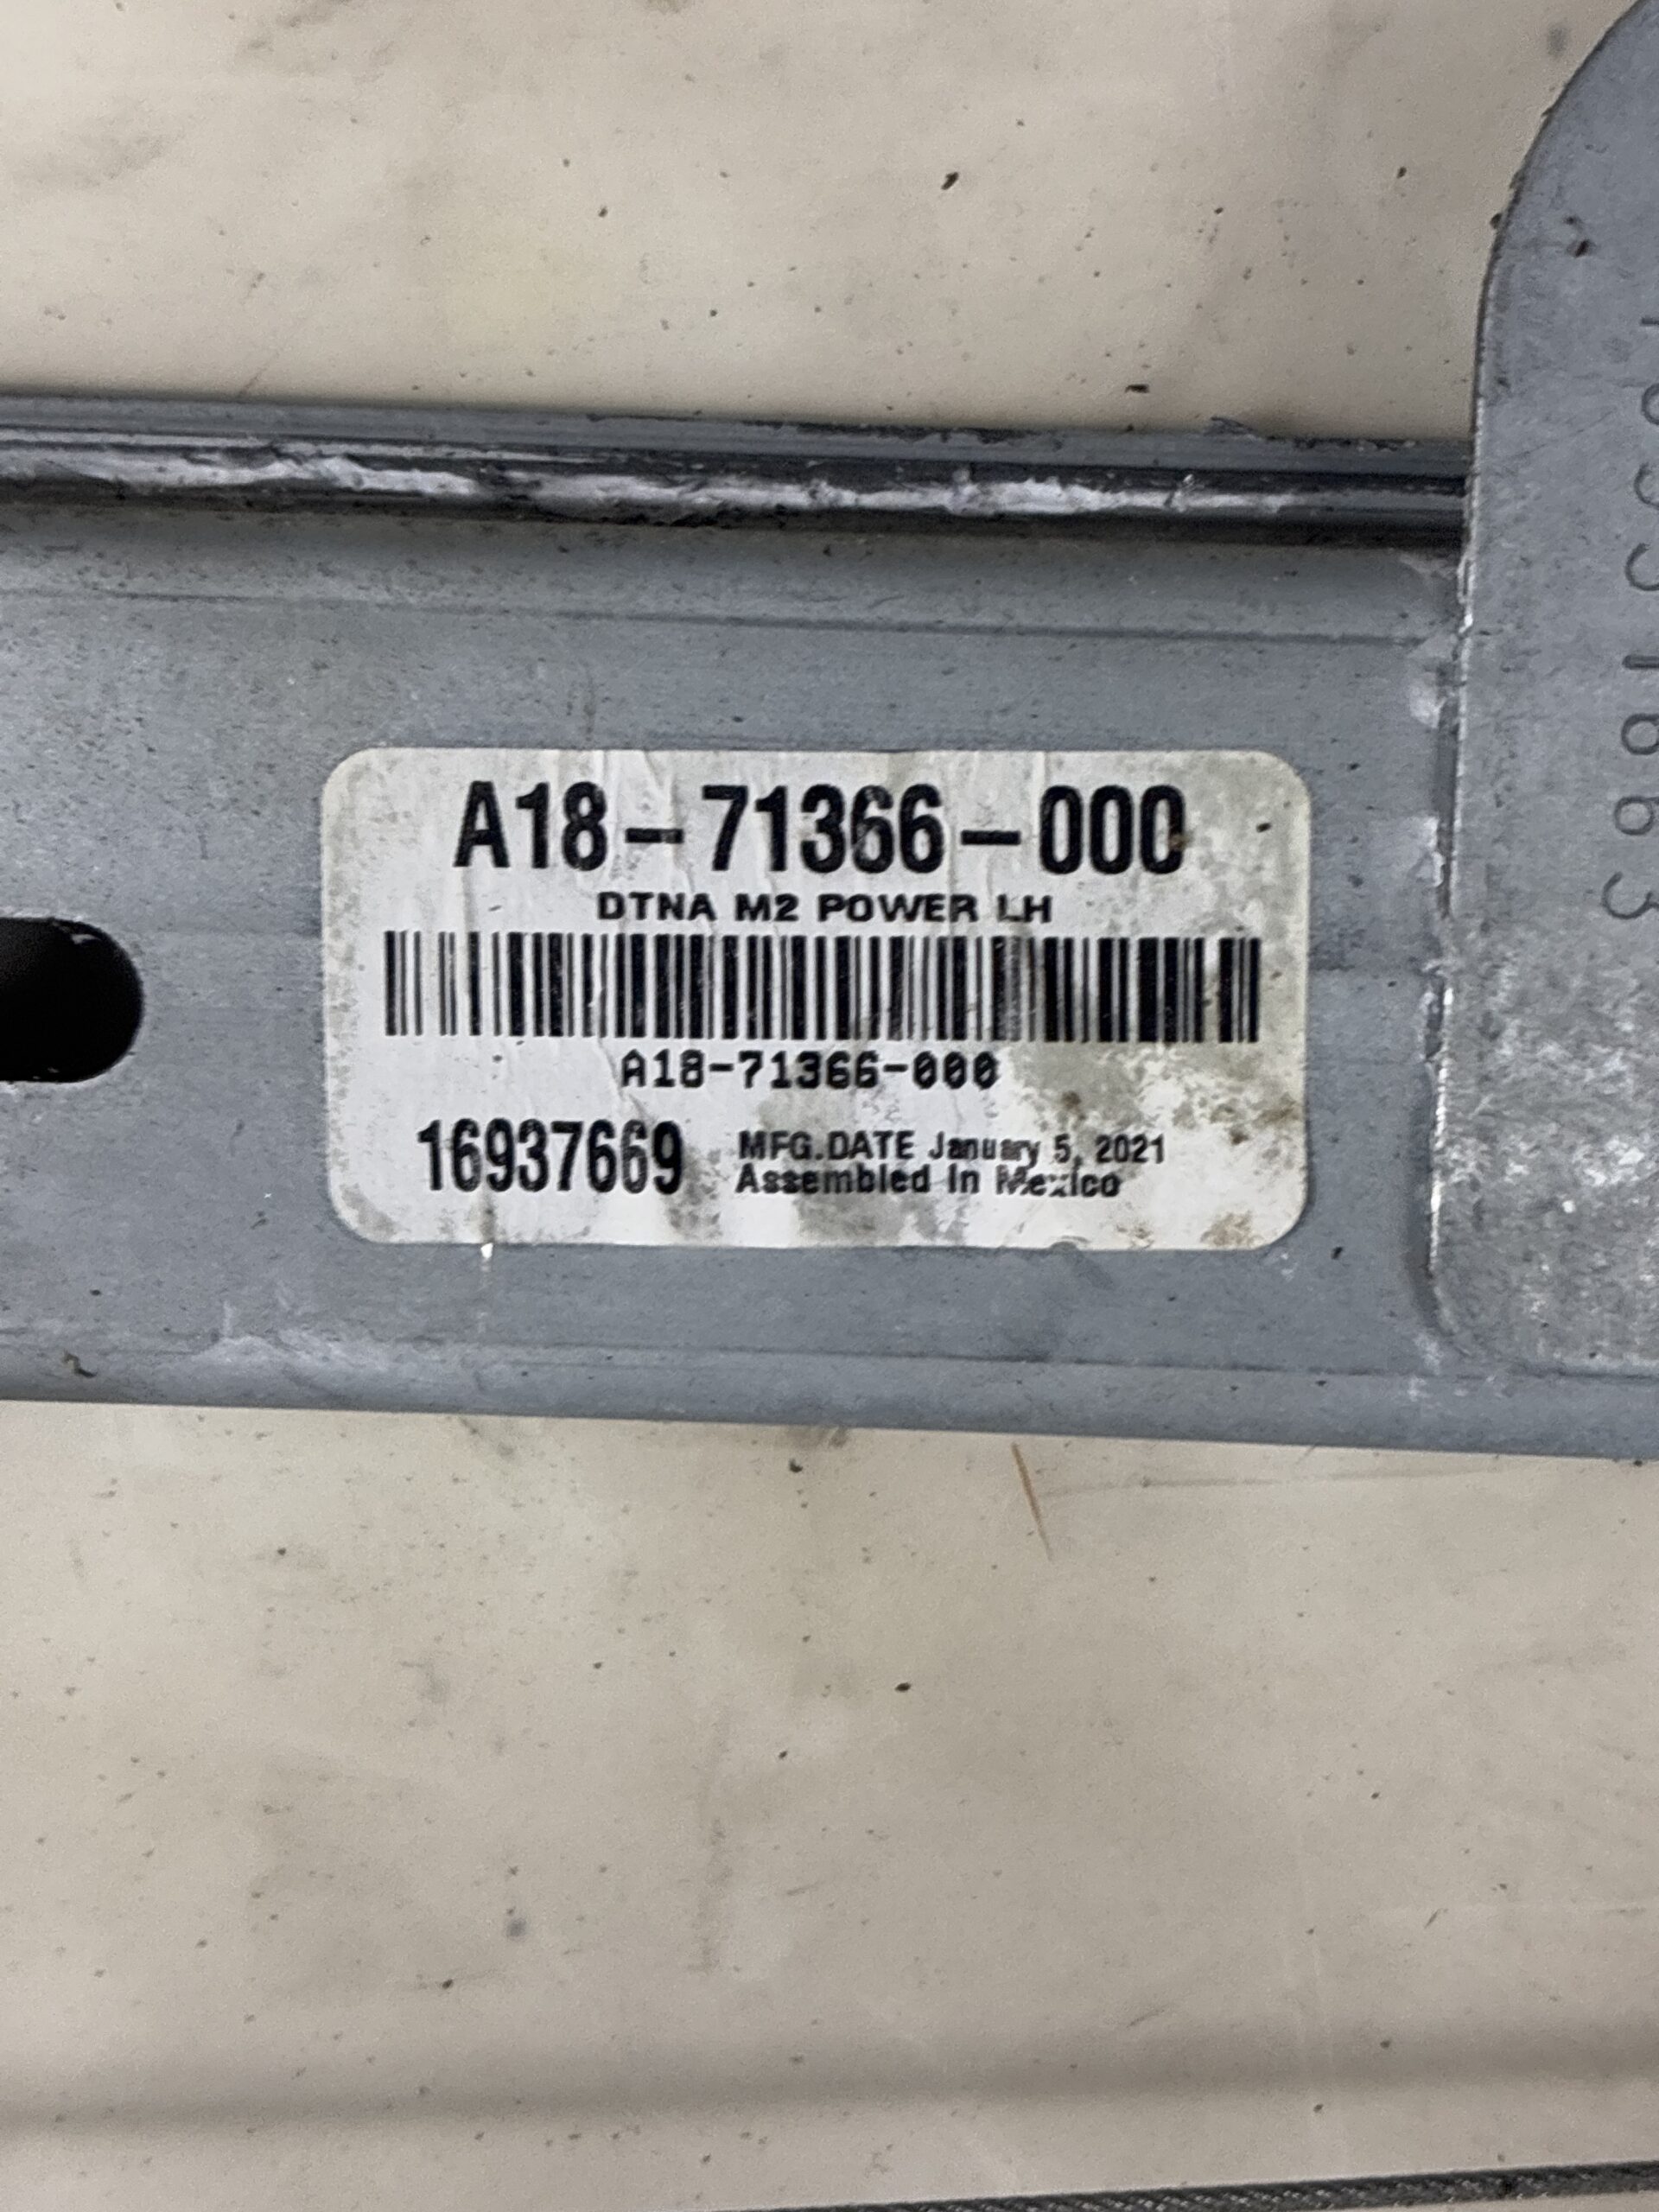 A18-71366-000
DTNA M2 POWER LH
A18-71366-000
16937669
MFG.DATE January 5, 2021
Assembled In Mexico